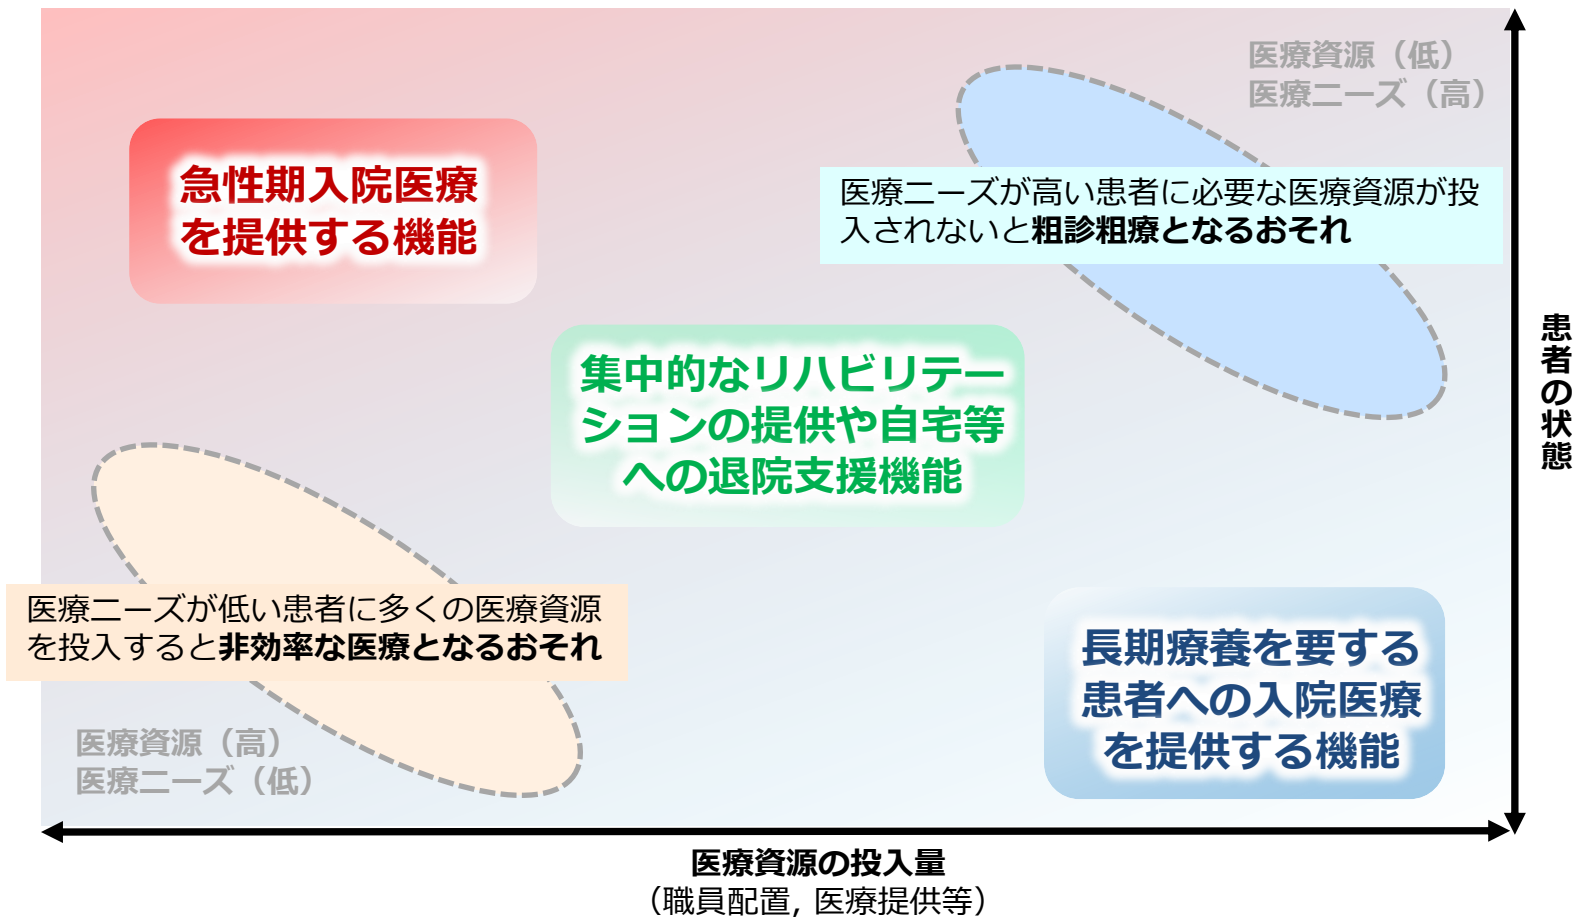 医療資源（低）
医療ニーズ（高）
急性期入院医療
を提供する機能
医療ニーズが高い患者に必要な医療資源が投
入されないと粗診粗療となるおそれ
集中的なリハビリテー
ションの提供や自宅等
への退院支援機能
患者の状態
医療ニーズが低い患者に多くの医療資源
を投入すると非効率な医療となるおそれ
長期療養を要する
患者への入院医療
を提供する機能
医療資源（高）
医療ニーズ（低）
医療資源の投入量
（職員配置, 医療提供等）